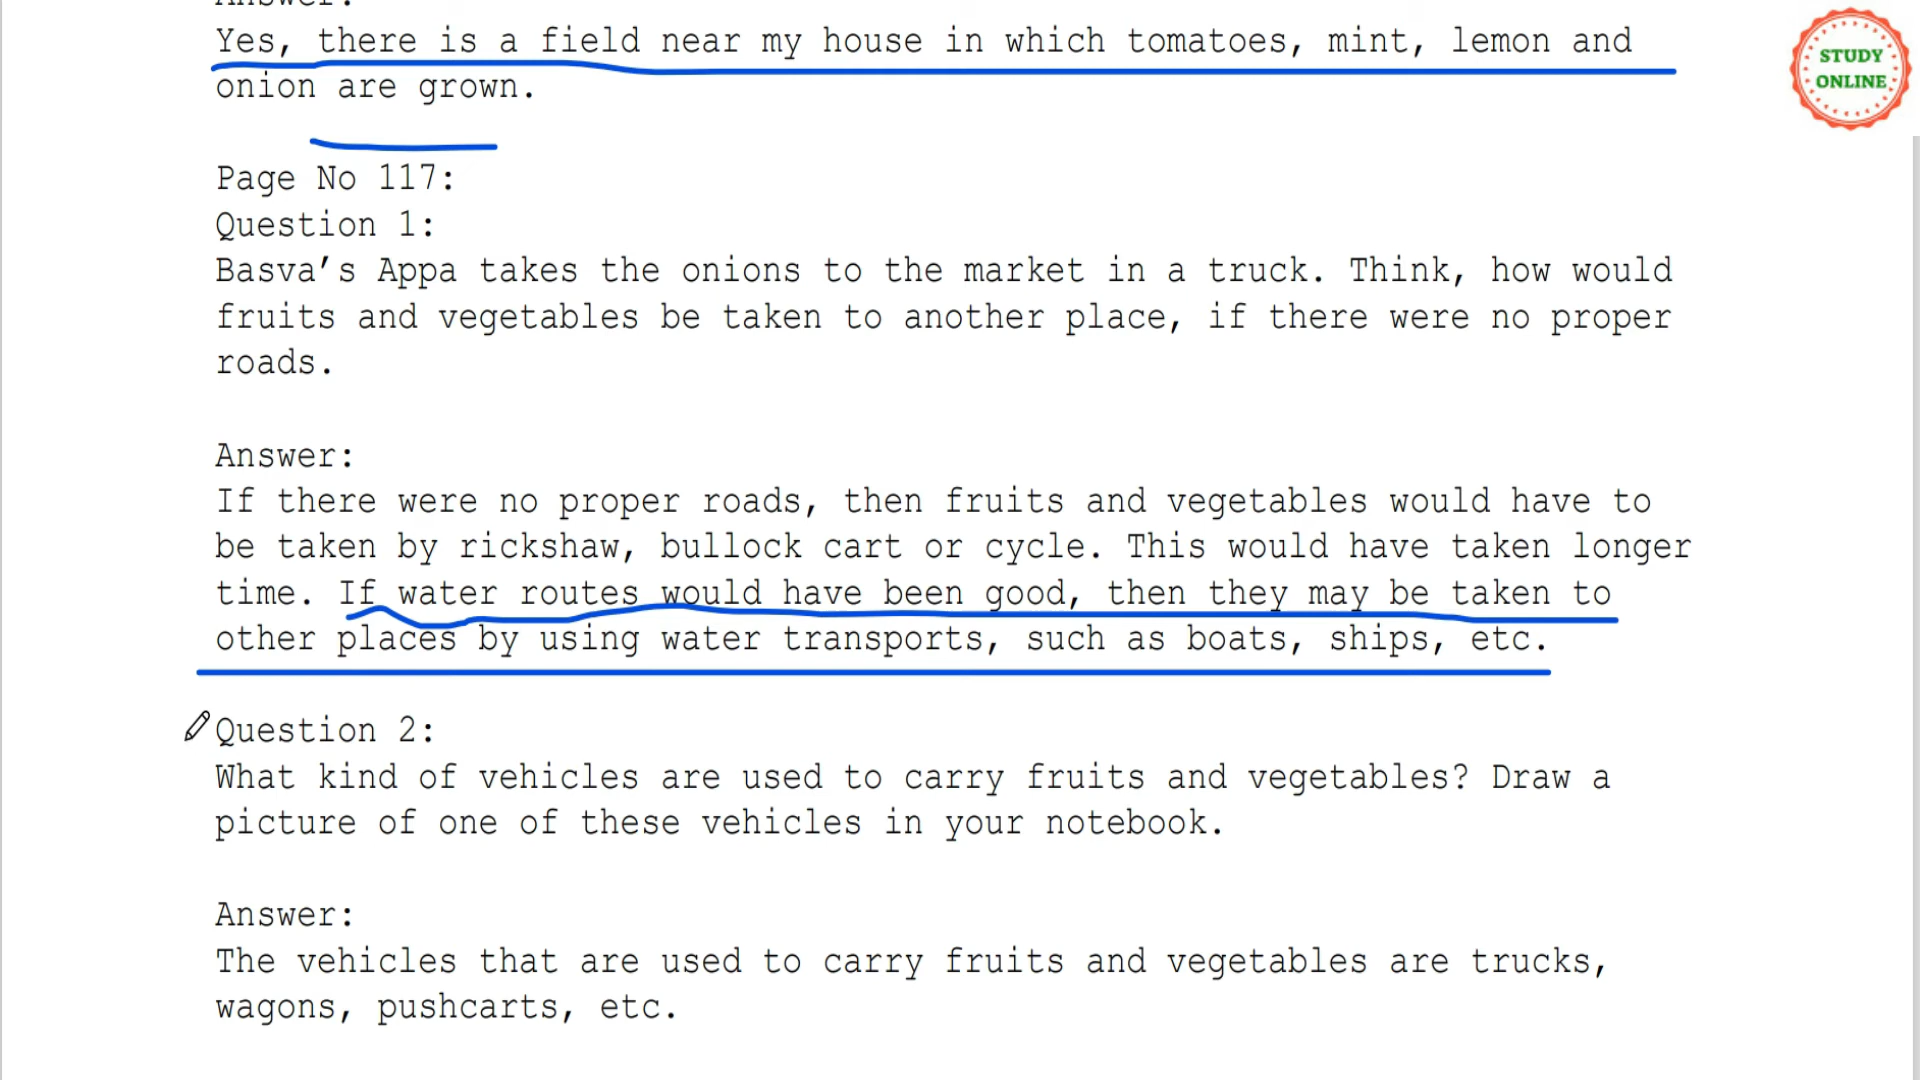 Answer:
Yes, there is a field near my house in which tomatoes, mint, lemon and
onion are grown.
Page No 117:
Question 1:
Basva’s Appa takes the onions to the market in a truck. Think, how would
fruits and vegetables be taken to another place, if there were no proper
roads.
Answer:
If there were no proper roads, then fruits and vegetables would have to
be taken by rickshaw, bullock cart or cycle. This would have taken longer
time. If water routes would have been good, then they may be taken to
other places by using water transports, such as boats, ships, etc.
Question 2:
What kind of vehicles are used to carry fruits and vegetables? Draw a
picture of one of these vehicles in your notebook.
Answer:
The vehicles that are used to carry fruits and vegetables are trucks,
wagons, pushcarts, etc.
STUDY
ONLINE